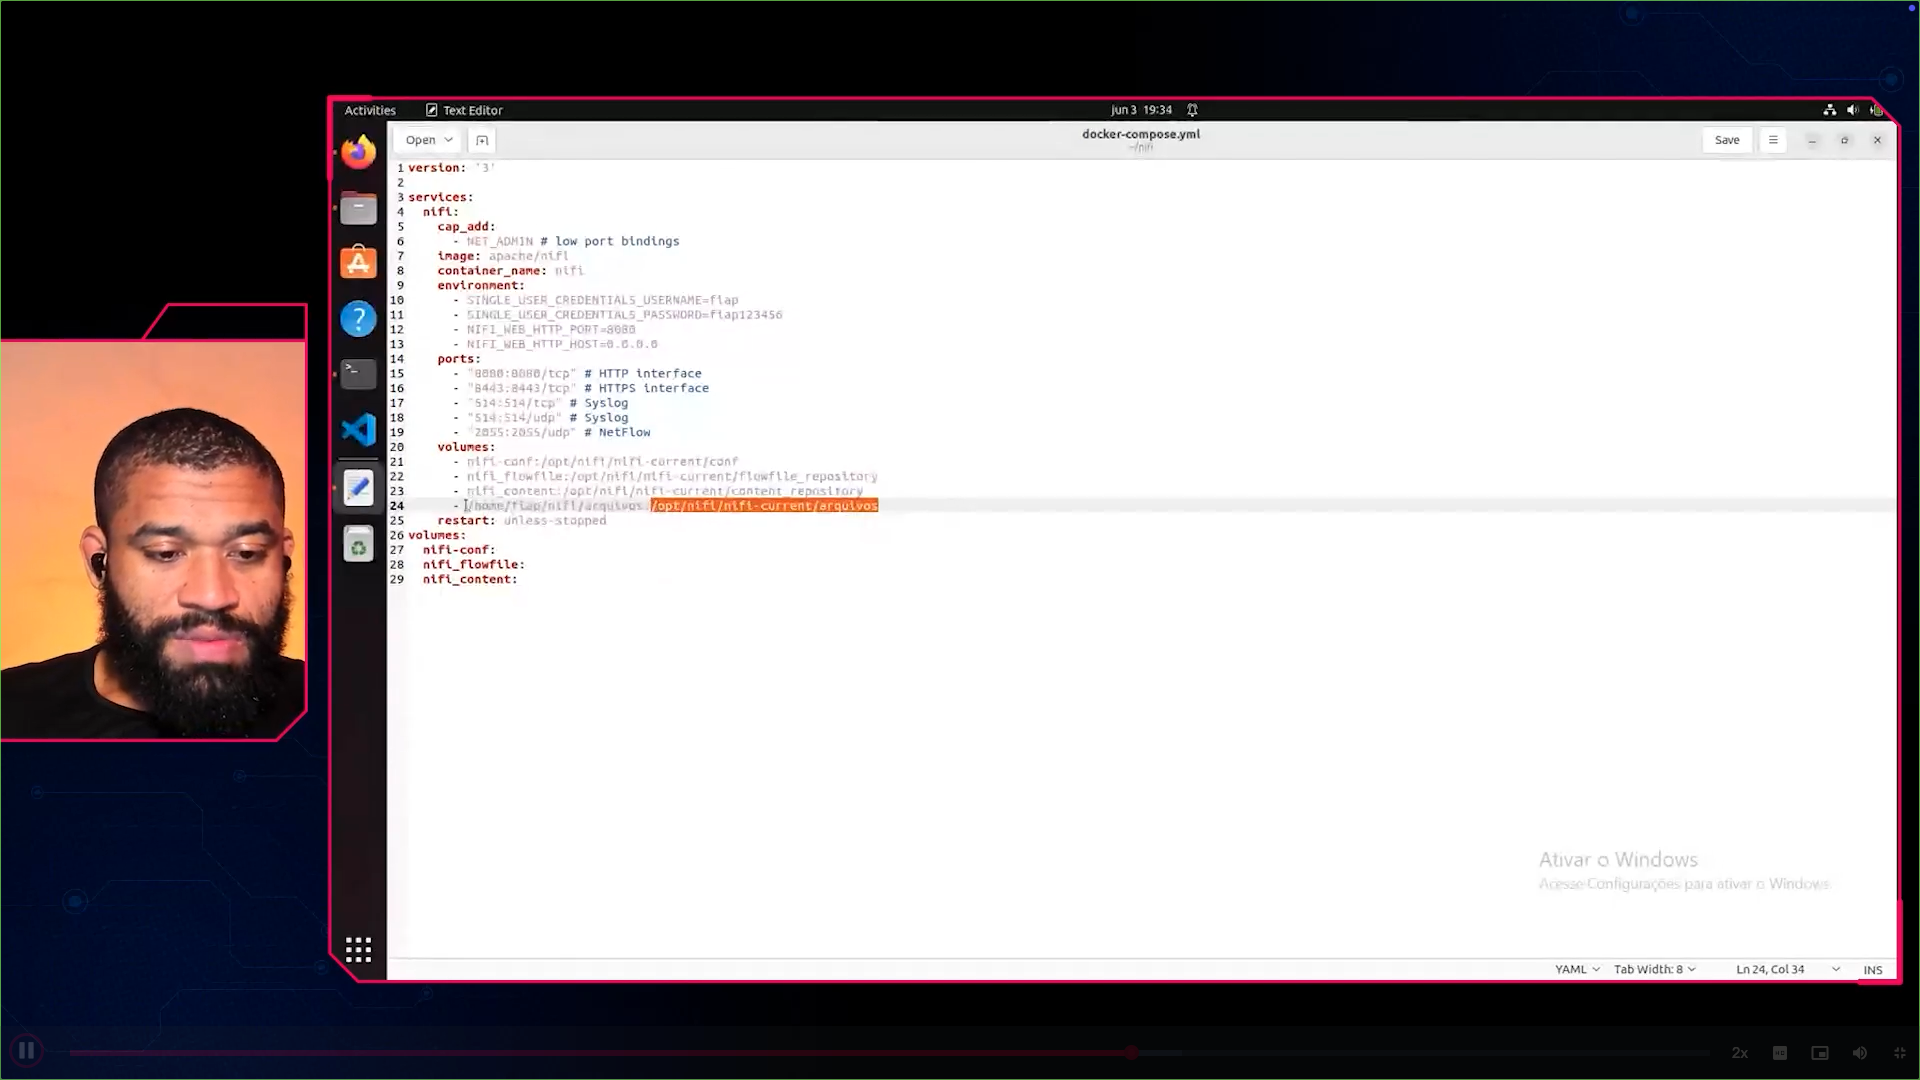 Activities Text Editor jun 3 19:34
Open docker-compose.yml Save
~/nifi
1 version: '3'
2
3 services:
4 nifi:
5 cap_add:
6 - NET_ADMIN # low port bindings
7 image: apache/nifi
8 container_name: nifi
9 environment:
10 - SINGLE_USER_CREDENTIALS_USERNAME=fiap
11 - SINGLE_USER_CREDENTIALS_PASSWORD=fiap123456
12 - NIFI_WEB_HTTP_PORT=8080
13 - NIFI_WEB_HTTP_HOST=0.0.0.0
14 ports:
15 - "8080:8080/tcp" # HTTP interface
16 - "8443:8443/tcp" # HTTPS interface
17 - "514:514/tcp" # Syslog
18 - "514:514/udp" # Syslog
19 - "2055:2055/udp" # NetFlow
20 volumes:
21 - nifi-conf:/opt/nifi/nifi-current/conf
22 - nifi_flowfile:/opt/nifi/nifi-current/flowfile_repository
23 - nifi_content:/opt/nifi/nifi-current/content_repository
24 - /home/fiap/nifi/arquivos:/opt/nifi/nifi-current/arquivos
25 restart: unless-stopped
26 volumes:
27 nifi-conf:
28 nifi_flowfile:
29 nifi_content:
Ativar o Windows
Acesse Configurações para ativar o Windows.
YAML Tab Width: 8 Ln 24, Col 34 INS
2x